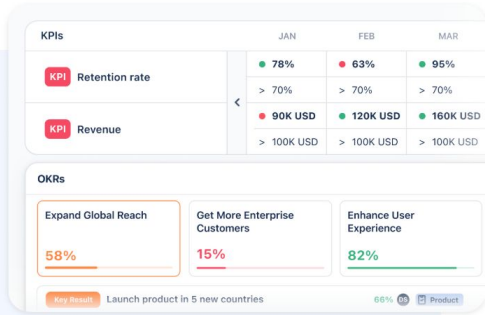 KPIs JAN FEB MAR
KPI Retention rate 78% 63% 95%
> 70% > 70% > 70%
KPI Revenue 90K USD 120K USD 160K USD
> 100K USD > 100K USD > 100K USD
OKRs
Expand Global Reach
58%
Get More Enterprise
Customers
15%
Enhance User
Experience
82%
Key Result Launch product in 5 new countries 66% DS Product